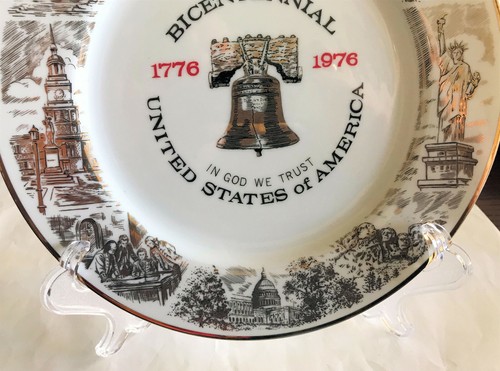 BICENTENNIAL
1776 1976
IN GOD WE TRUST
UNITED STATES of AMERICA